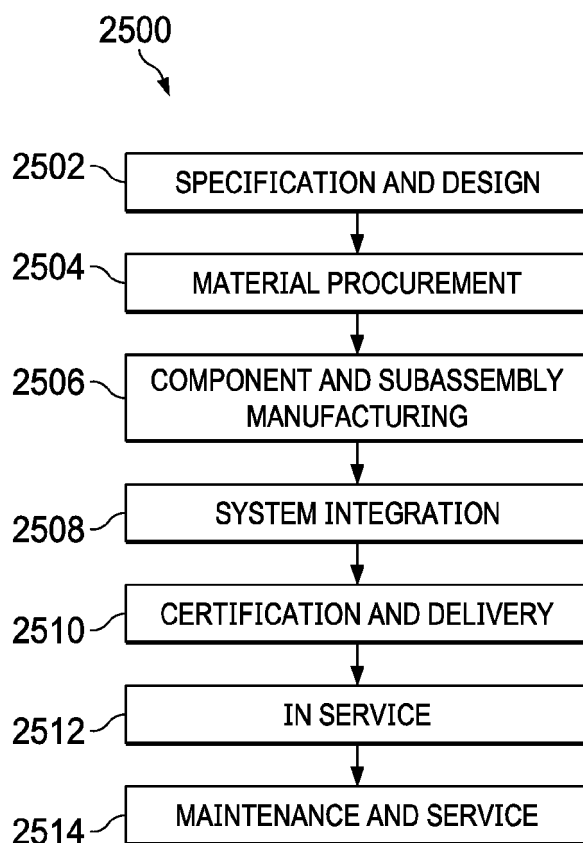 2500
2502
SPECIFICATION AND DESIGN
2504
MATERIAL PROCUREMENT
2506
COMPONENT AND SUBASSEMBLY
MANUFACTURING
2508
SYSTEM INTEGRATION
2510
CERTIFICATION AND DELIVERY
2512
IN SERVICE
2514
MAINTENANCE AND SERVICE